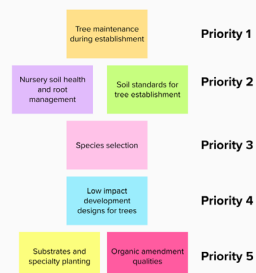 Tree maintenance
during establishment
Priority 1
Nursery soil health
and root
management
Soil standards for
tree establishment
Priority 2
Species selection
Priority 3
Low impact
development
designs for trees
Priority 4
Substrates and
specialty planting
Organic amendment
qualities
Priority 5